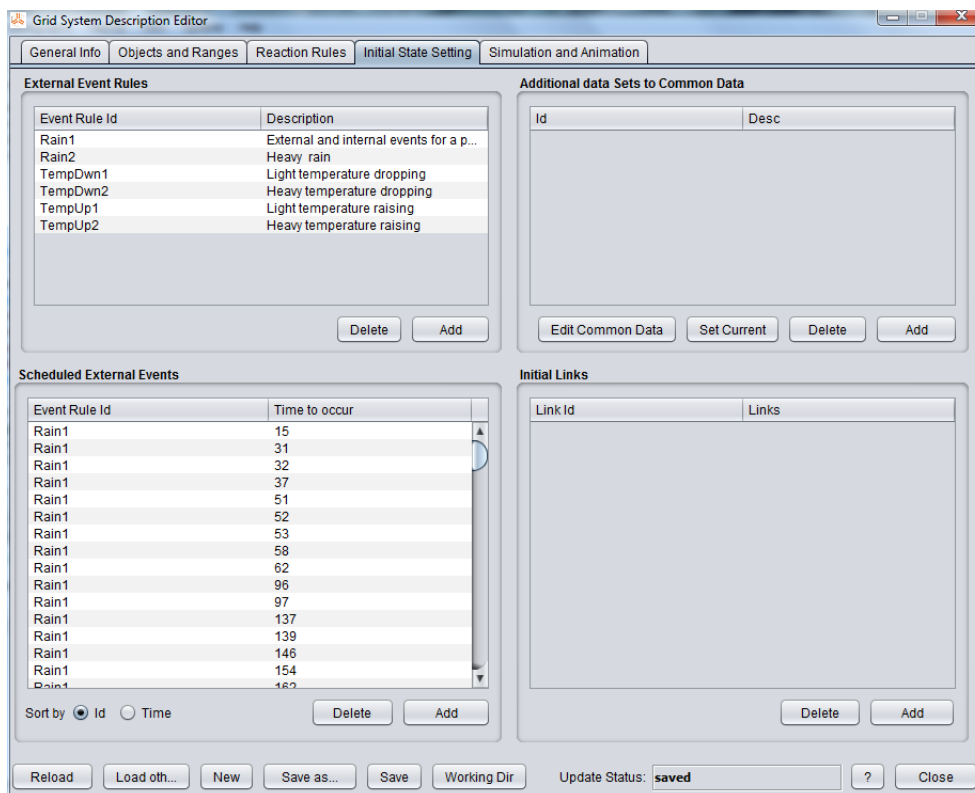 Grid System Description Editor
General Info Objects and Ranges Reaction Rules Initial State Setting Simulation and Animation
External Event Rules
Event Rule Id Description
Rain1 External and internal events for a p...
Rain2 Heavy rain
TempDwn1 Light temperature dropping
TempDwn2 Heavy temperature dropping
TempUp1 Light temperature raising
TempUp2 Heavy temperature raising
Delete Add
Additional data Sets to Common Data
Id Desc
Edit Common Data Set Current Delete Add
Scheduled External Events
Event Rule Id Time to occur
Rain1 15
Rain1 31
Rain1 32
Rain1 37
Rain1 51
Rain1 52
Rain1 53
Rain1 58
Rain1 62
Rain1 96
Rain1 97
Rain1 137
Rain1 139
Rain1 146
Rain1 154
Rain1 162
Sort by Id Time Delete Add
Initial Links
Link Id Links
Delete Add
Reload Load oth... New Save as... Save Working Dir Update Status: saved ? Close